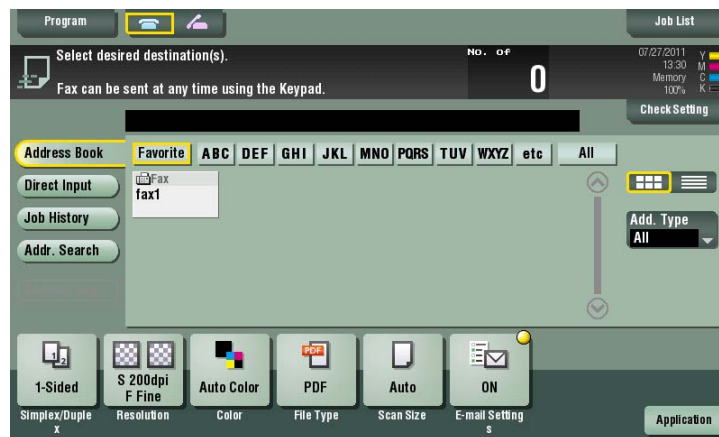 Program
Job List
Select desired destination(s).
No. of
07/27/2011
Y
13:30
M
Fax can be sent at any time using the Keypad.
0
Memory
C
100%
K
Check Setting
Address Book
Favorite
ABC
DEF
GHI
JKL
MNO
PQRS
TUV
WXYZ
etc
All
Direct Input
Fax
fax1
Job History
Add. Type
All
Addr. Search
1 2
PDF
1-Sided
S 200dpi
F Fine
Auto Color
PDF
Auto
ON
Simplex/Duple
x
Resolution
Color
File Type
Scan Size
E-mail Setting
s
Application